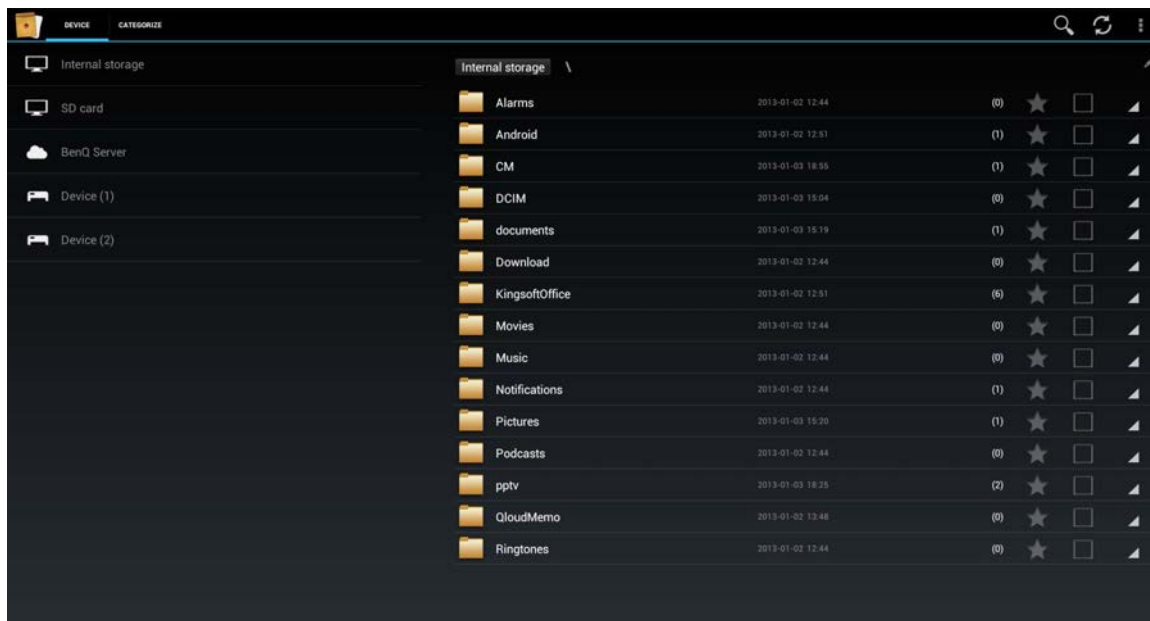 DEVICE CATEGORIZE
Internal storage
SD card
BenQ Server
Device (1)
Device (2)
Internal storage \
Alarms 2013-01-02 12:44 (0)
Android 2013-01-02 12:51 (1)
CM 2013-01-03 18:55 (1)
DCIM 2013-01-03 15:04 (0)
documents 2013-01-03 15:19 (1)
Download 2013-01-02 12:44 (0)
KingsoftOffice 2013-01-02 12:51 (6)
Movies 2013-01-02 12:44 (0)
Music 2013-01-02 12:44 (0)
Notifications 2013-01-02 12:44 (1)
Pictures 2013-01-03 15:20 (1)
Podcasts 2013-01-02 12:44 (0)
pptv 2013-01-03 18:25 (2)
QloudMemo 2013-01-02 13:48 (0)
Ringtones 2013-01-02 12:44 (0)